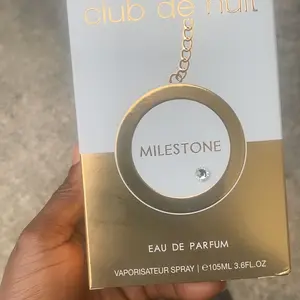 club de nuit
MILESTONE
EAU DE PARFUM
VAPORISATEUR SPRAY | ℮105ML 3.6FL.OZ